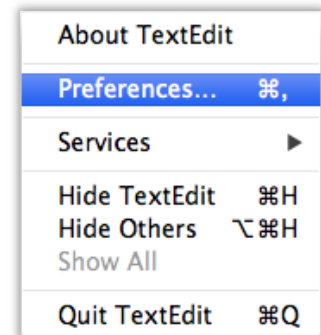 About TextEdit
Preferences... ⌘,
Services ▶
Hide TextEdit ⌘H
Hide Others ⌥⌘H
Show All
Quit TextEdit ⌘Q